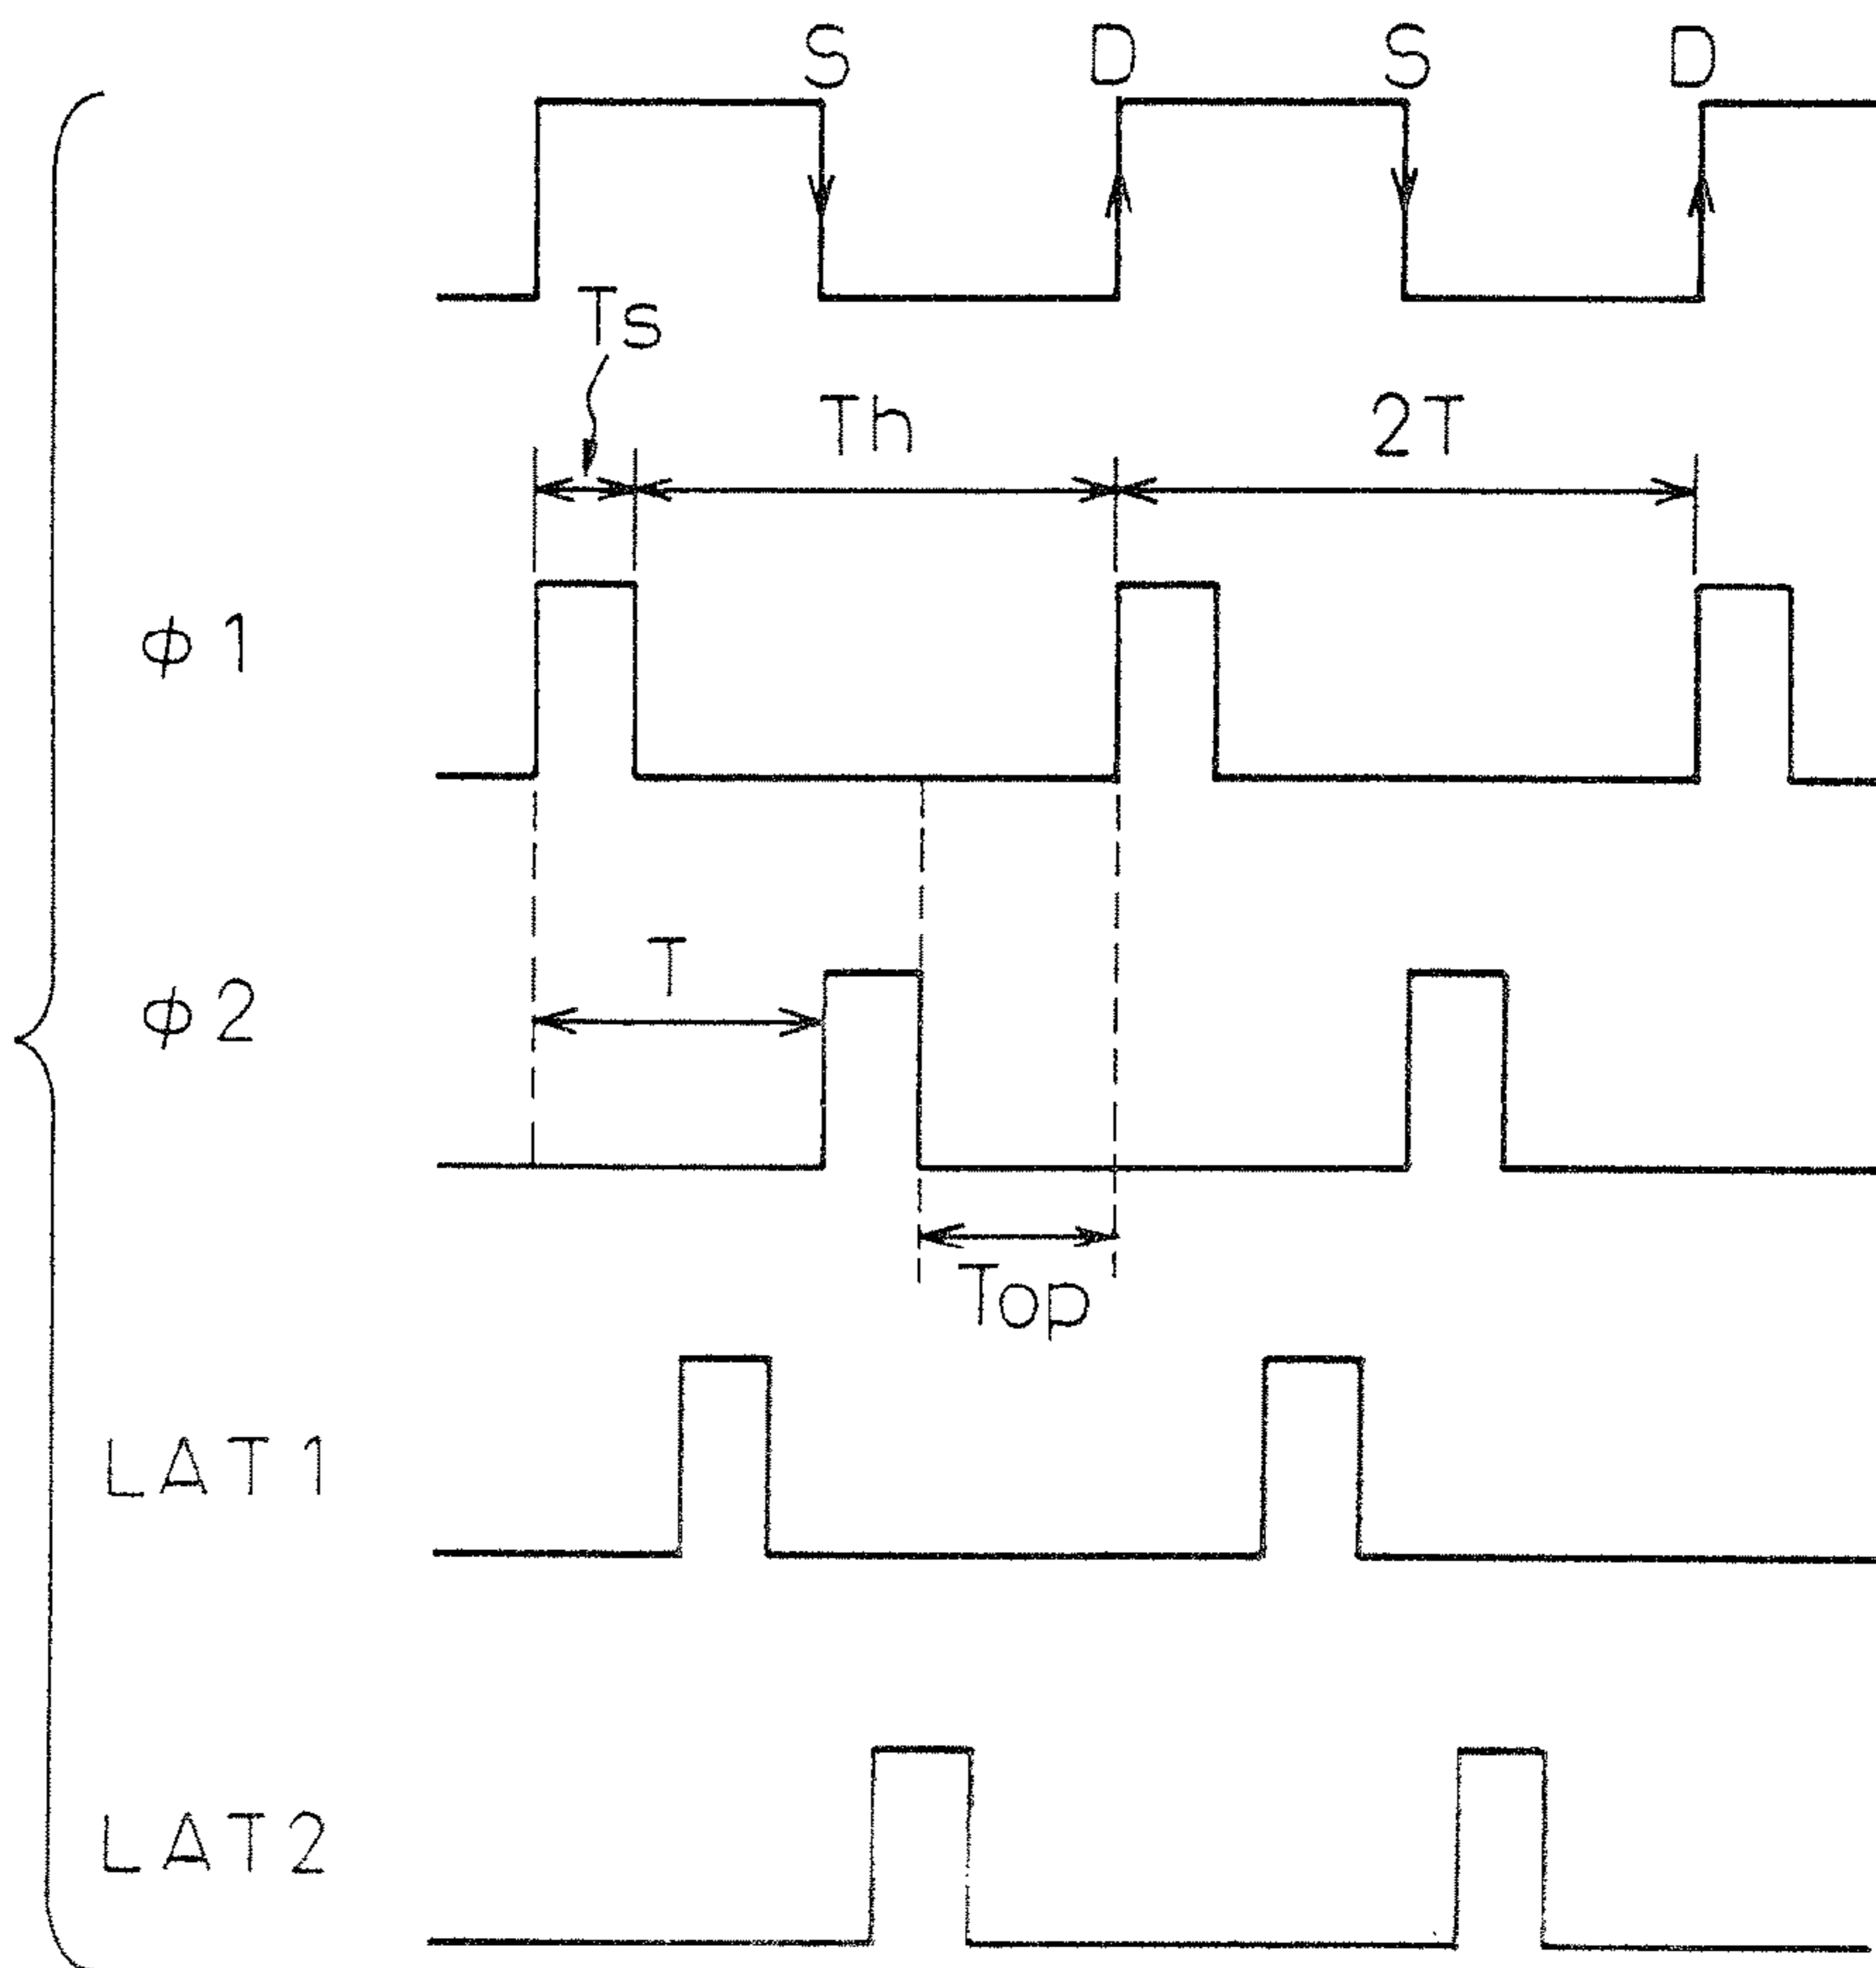 S D S D
Ts
Th 2T
φ1
T
φ2
Top
LAT1
LAT2